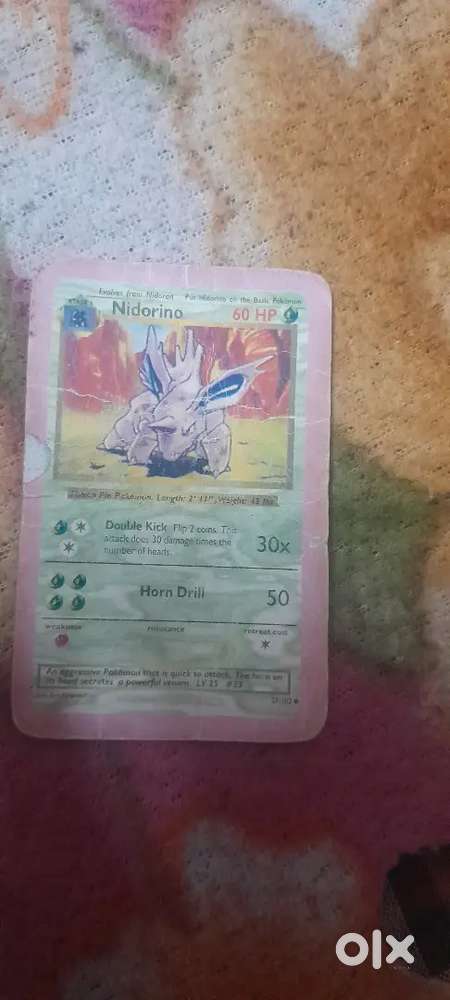 Evolves from Nidoran Put Nidorino on the Basic Pokémon
STAGE 1
Nidorino 60 HP
Pin Pokémon. Length: 2' 11", Weight: 43 lbs
Double Kick Flip 2 coins. This
attack does 30 damage times the
number of heads.
30x
Horn Drill 50
weakness resistance retreat cost
An aggressive Pokémon that is quick to attack. The horn on
its head secretes a powerful venom. LV. 25 #33
olx